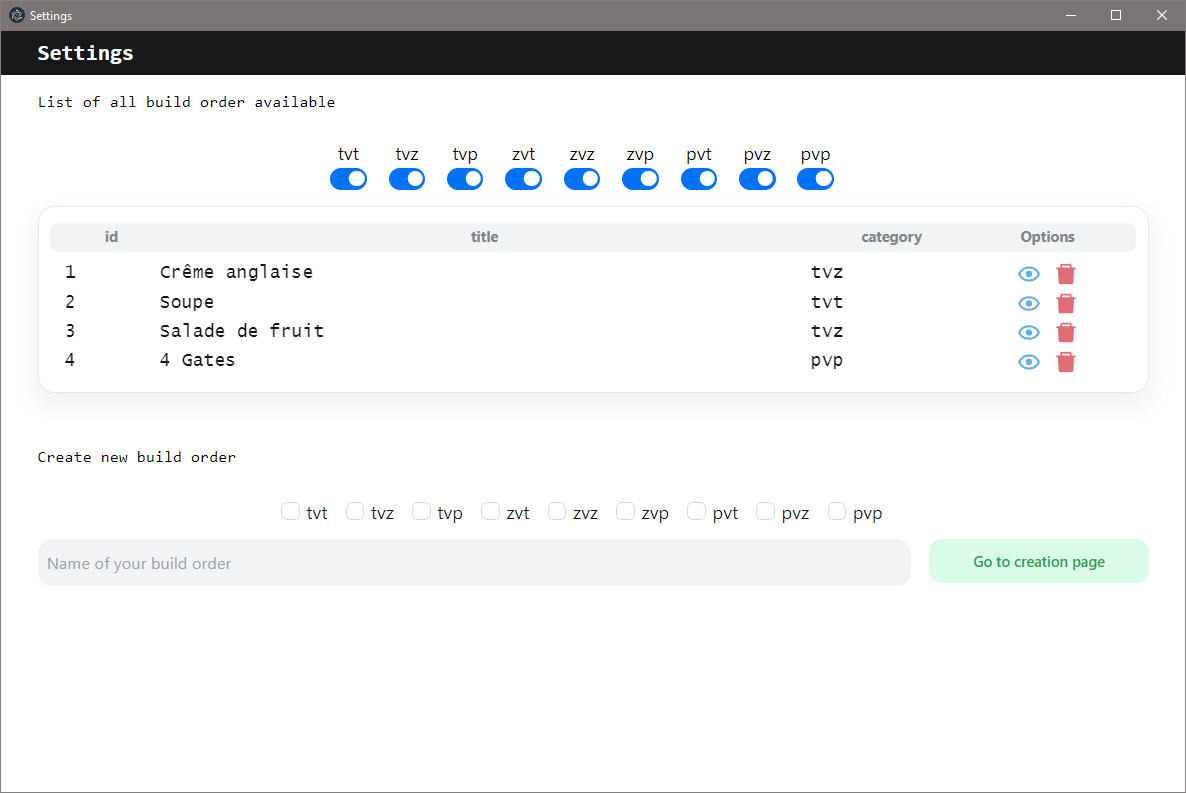 Settings
Settings
List of all build order available
tvt tvz tvp zvt zvz zvp pvt pvz pvp
id title category Options
1 Crême anglaise tvz
2 Soupe tvt
3 Salade de fruit tvz
4 4 Gates pvp
Create new build order
tvt tvz tvp zvt zvz zvp pvt pvz pvp
Name of your build order Go to creation page